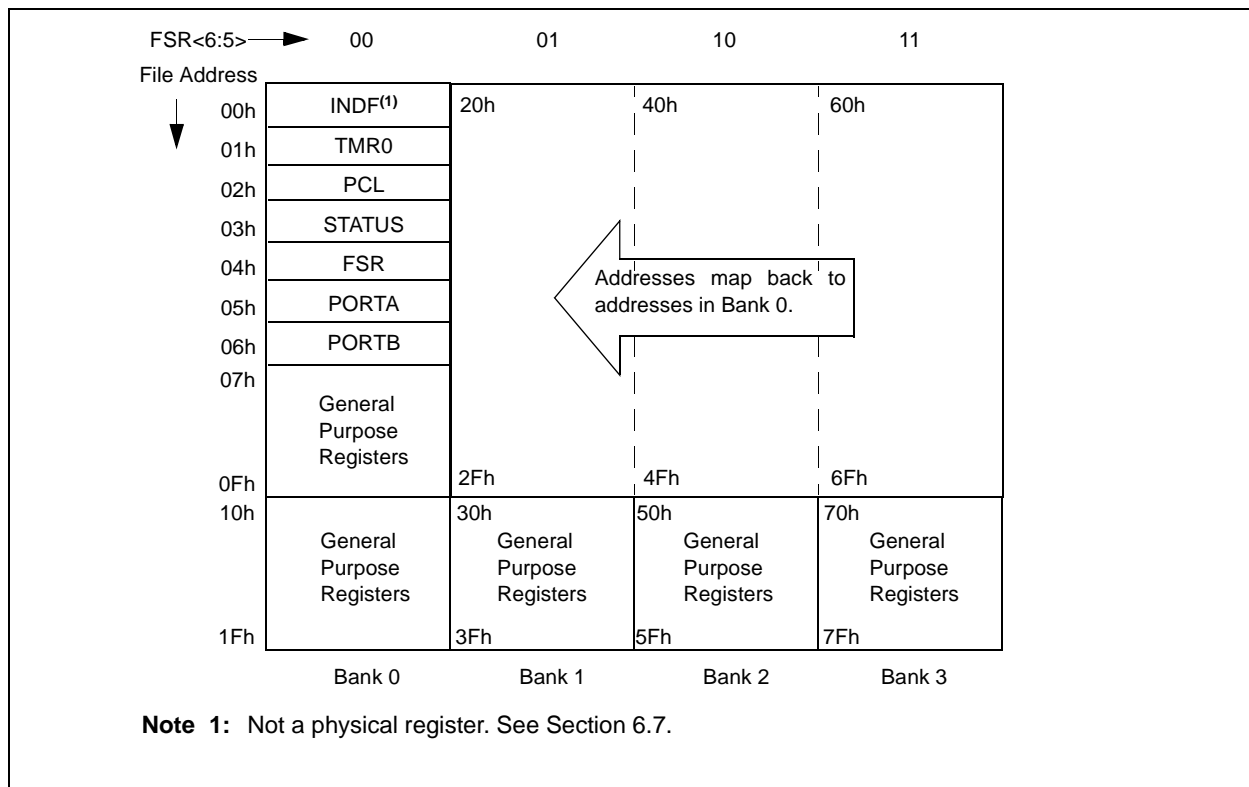 FSR<6:5> 00 01 10 11
File Address
00h INDF(1) 20h 40h 60h
01h TMR0
02h PCL
03h STATUS
04h FSR
Addresses map back to
addresses in Bank 0.
05h PORTA
06h PORTB
07h
General
Purpose
Registers
0Fh 2Fh 4Fh 6Fh
10h 30h 50h 70h
General General General General
Purpose Purpose Purpose Purpose
Registers Registers Registers Registers
1Fh 3Fh 5Fh 7Fh
Bank 0 Bank 1 Bank 2 Bank 3
Note 1: Not a physical register. See Section 6.7.